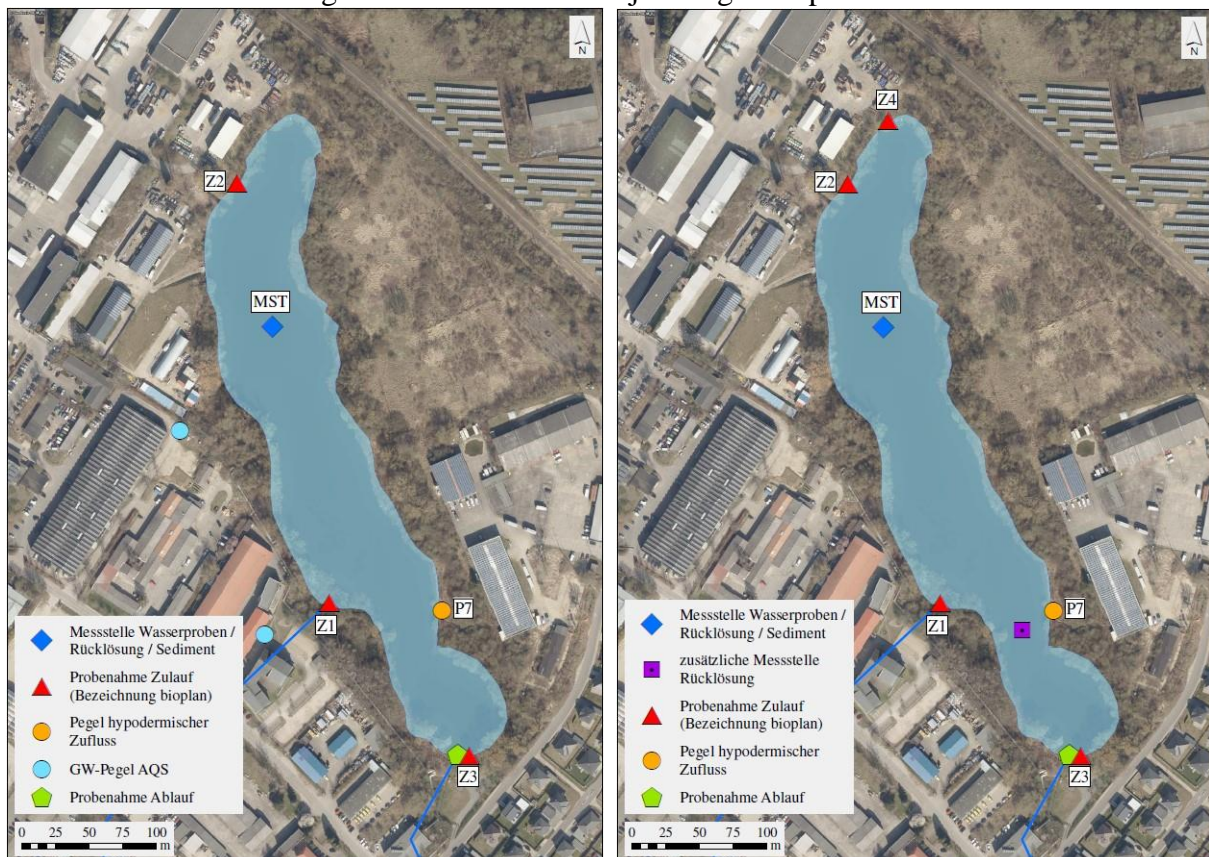 N
Z2
MST
Z1
P7
Z3
Messstelle Wasserproben /
Rücklösung / Sediment
Probenahme Zulauf
(Bezeichnung bioplan)
Pegel hypodermischer
Zufluss
GW-Pegel AQS
Probenahme Ablauf
0 25 50 75 100
m
N
Z4
Z2
MST
Z1
P7
Z3
Messstelle Wasserproben /
Rücklösung / Sediment
zusätzliche Messstelle
Rücklösung
Probenahme Zulauf
(Bezeichnung bioplan)
Pegel hypodermischer
Zufluss
Probenahme Ablauf
0 25 50 75 100
m